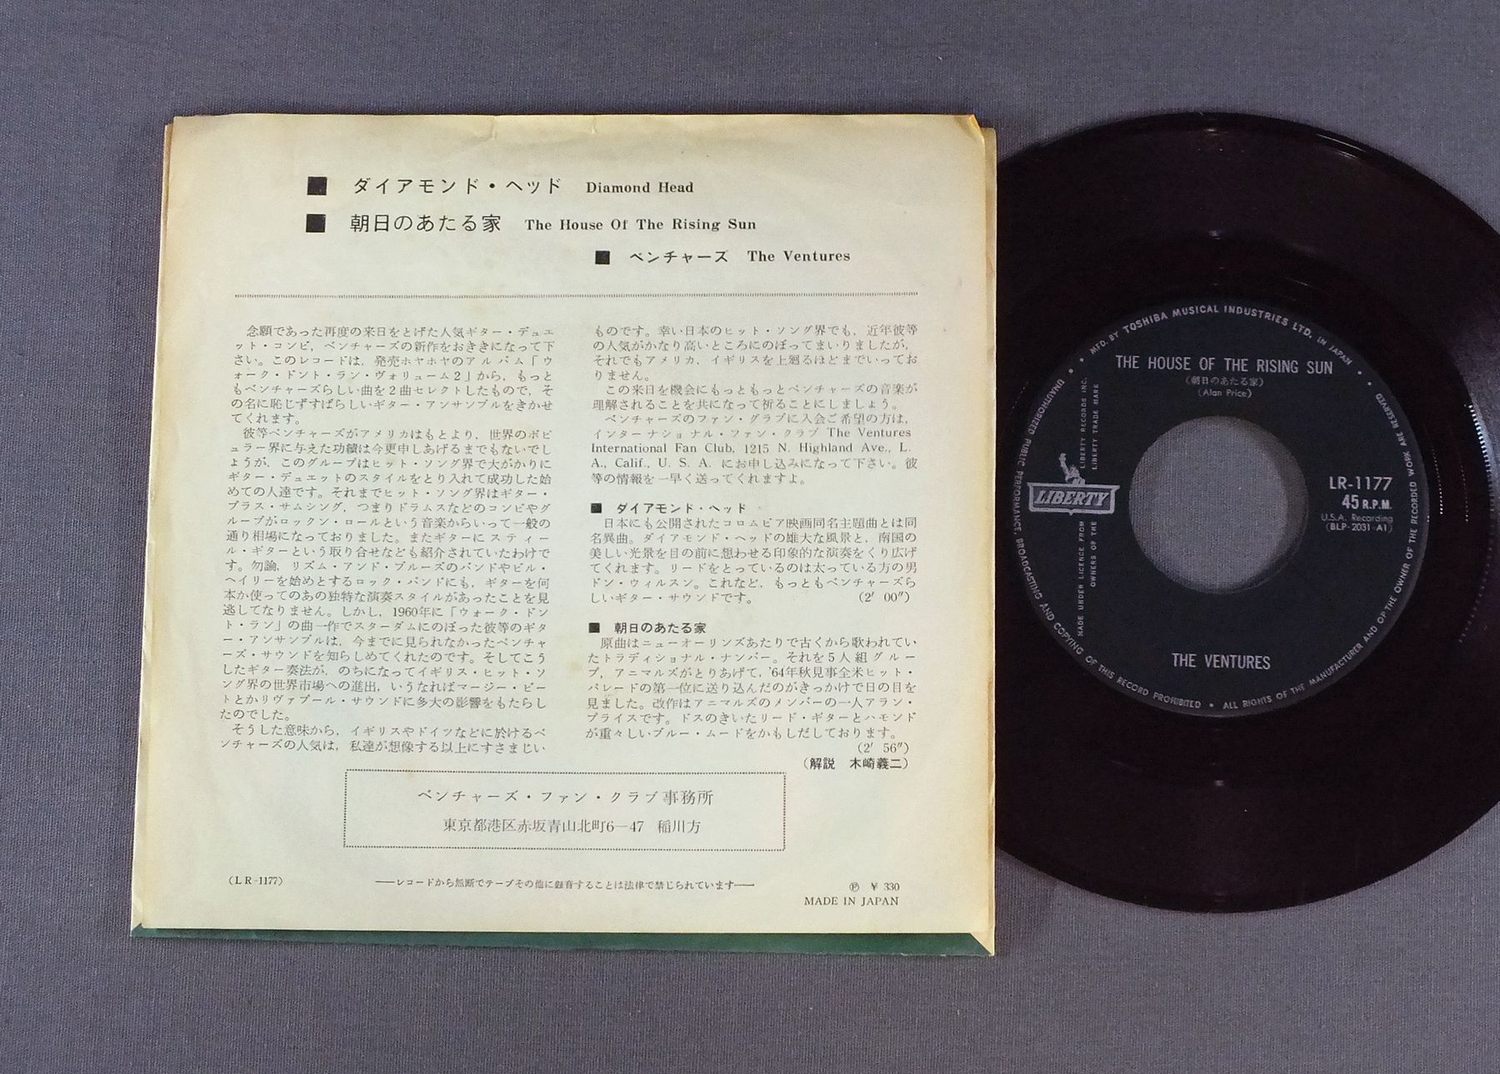 ■ ダイアモンド・ヘッド Diamond Head
■ 朝日のあたる家 The House Of The Rising Sun
■ ベンチャーズ The Ventures
念願であった再度の来日をとげた人気ギター・デュエ
ット・コンビ，ベンチャーズの新作をおききになって下
さい。このレコードは，発売ホヤホヤのアルバム「ウ
ォーク・ドント・ラン・ヴォリューム2」から，もっと
もベンチャーズらしい曲を2曲セレクトしたもので，そ
の名に恥じずすばらしいギター・アンサンブルをきかせ
てくれます。
彼等ベンチャーズがアメリカはもとより，世界のポピ
ュラー界に与えた功績は今更申しあげるまでもないでし
ょうが，このグループはヒット・ソング界で大がかりに
ギター・デュエットのスタイルをとり入れて成功した始
めての人達です。それまでヒット・ソング界はギター・
プラス・サムシング，つまりドラムスなどのコンビやグ
ループがロックン・ロールという音楽からいって一般の
通り相場になっておりました。またギターにスティー
ル・ギターという取り合せなども紹介されていたわけで
す。勿論，リズム・アンド・ブルーズのバンドやビル・
ヘイリーを始めとするロック・バンドにも，ギターを何
本か使ってのあの独特な演奏スタイルがあったことを見
逃してなりません。しかし，1960年に「ウォーク・ドン
ト・ラン」の曲一作でスターダムにのぼった彼等のギタ
ー・アンサンブルは，今までに見られなかったベンチャ
ーズ・サウンドを知らしめてくれたのです。そしてこう
したギター奏法が，のちになってイギリス・ヒット・ソ
ング界の世界市場への進出，いうなればマージー・ビー
トとかリヴァプール・サウンドに多大の影響をもたらし
たのでした。
そうした意味から，イギリスやドイツなどに於けるベ
ンチャーズの人気は，私達が想像する以上にすさまじい
ものです。幸い日本のヒット・ソング界でも，近年彼等
の人気がかなり高いところにのぼってまいりましたが，
それでもアメリカ，イギリスを上廻るほどまでいってお
りません。
この来日を機会にもっともっとベンチャーズの音楽が
理解されることを共になって祈ることにしましょう。
ベンチャーズのファン・グラブに入会ご希望の方は，
インターナショナル・ファン・クラブ The Ventures
International Fan Club, 1215 N. Highland Ave., L.
A., Calif., U. S. A. にお申し込みになって下さい。彼
等の情報を一早く送ってくれますよ。
■ ダイアモンド・ヘッド
日本にも公開されたコロムビア映画同名主題曲とは同
名異曲。ダイアモンド・ヘッドの雄大な風景と，南国の
美しい光景を目の前に思わせる印象的な演奏をくり広げ
てくれます。リードをとっているのは太っている方の男
ドン・ウィルスン。これなど，もっともベンチャーズら
しいギター・サウンドです。 (2′ 00″)
■ 朝日のあたる家
原曲はニューオーリンズあたりで古くから歌われてい
たトラディショナル・ナンバー。それを5人組グルー
プ，アニマルズがとりあげて，'64年秋見事全米ヒット・
パレードの第一位に送り込んだのがきっかけで日の目を
見ました。改作はアニマルズのメンバーの一人アラン・
プライスです。ドスのきいたリード・ギターとハモンド
が重々しいブルー・ムードをかもしだしております。
(2′ 56″)
(解説 木崎義二)
ベンチャーズ・ファン・クラブ事務所
東京都港区赤坂青山北町6－47 稲川方
(LR-1177)
——レコードから無断でテープその他に録音することは法律で禁じられています——
Ⓟ ¥ 330
MADE IN JAPAN
• MFD. BY TOSHIBA MUSICAL INDUSTRIES LTD. IN JAPAN •
THE HOUSE OF THE RISING SUN
(朝日のあたる家)
(Alan Price)
LIBERTY
MADE UNDER LICENCE FROM LIBERTY RECORDS INC.
OWNERS OF THE LIBERTY TRADE MARK
LR-1177
45 R.P.M.
U.S.A. Recording
(BLP-2031-A1)
THE VENTURES
UNAUTHORIZED PUBLIC PERFORMANCE, BROADCASTING AND COPYING OF THIS RECORD PROHIBITED • ALL RIGHTS OF THE MANUFACTURER AND OF THE OWNER OF THE RECORDED WORK ARE RESERVED